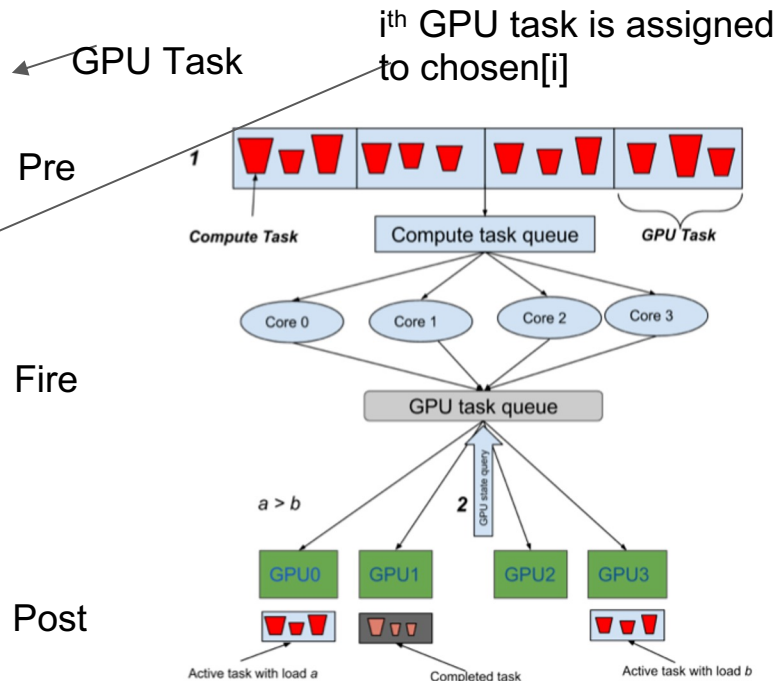 GPU Task
iᵗʰ GPU task is assigned
to chosen[i]
Pre
1
Compute Task
Compute task queue
GPU Task
Core 0
Core 1
Core 2
Core 3
Fire
GPU task queue
a > b
2
GPU state query
GPU0
GPU1
GPU2
GPU3
Post
Active task with load a
Completed task
Active task with load b